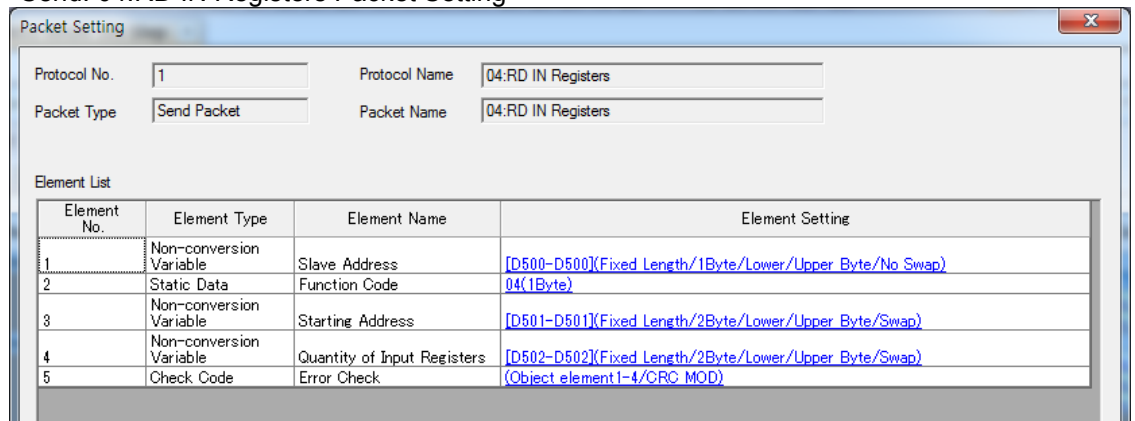 Packet Setting
Protocol No. 1 Protocol Name 04:RD IN Registers
Packet Type Send Packet Packet Name 04:RD IN Registers
Element List
Element No. Element Type Element Name Element Setting
1 Non-conversion Variable Slave Address [D500-D500](Fixed Length/1Byte/Lower/Upper Byte/No Swap)
2 Static Data Function Code 04(1Byte)
3 Non-conversion Variable Starting Address [D501-D501](Fixed Length/2Byte/Lower/Upper Byte/Swap)
4 Non-conversion Variable Quantity of Input Registers [D502-D502](Fixed Length/2Byte/Lower/Upper Byte/Swap)
5 Check Code Error Check (Object element1-4/CRC MOD)